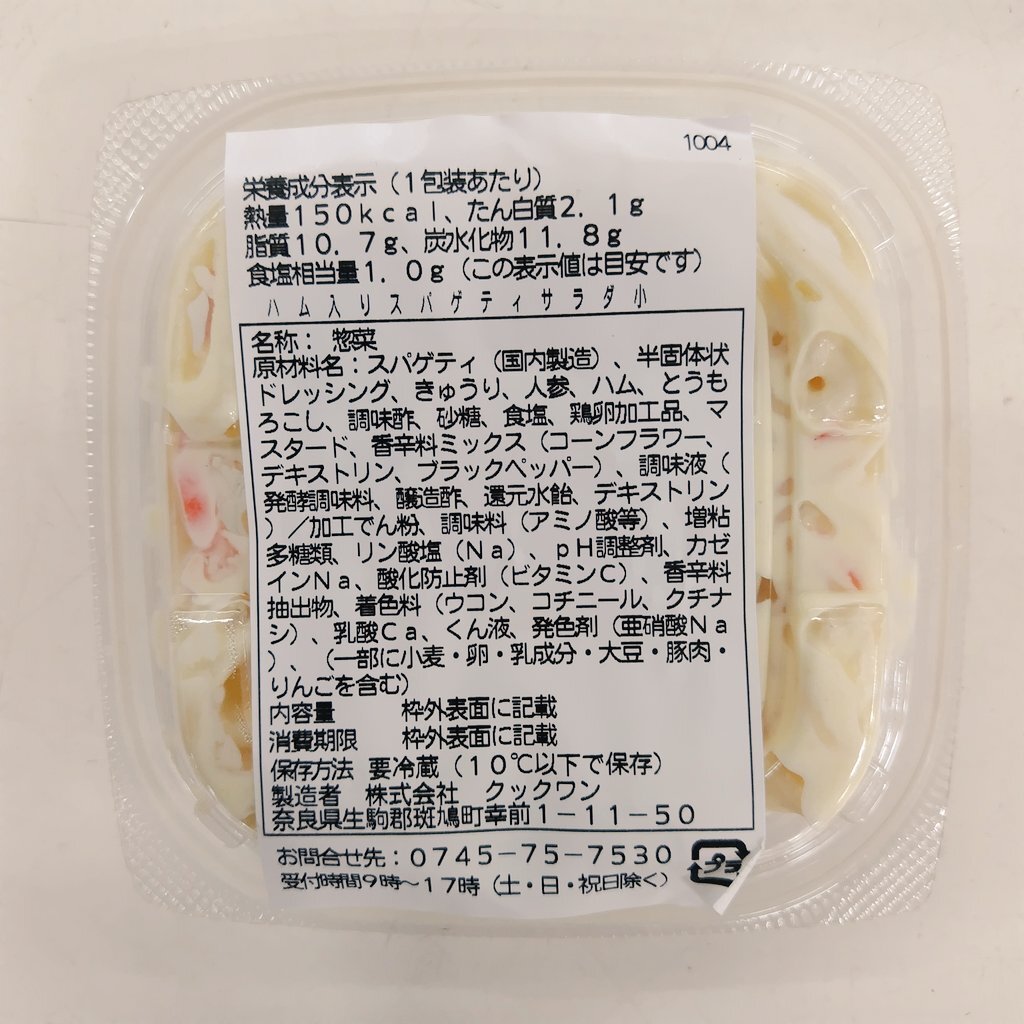 1004
栄養成分表示（1包装あたり）
熱量150kcal、たん白質2．1g
脂質10．7g、炭水化物11．8g
食塩相当量1．0g（この表示値は目安です）
ハム入りスパゲティサラダ小
名称：惣菜
原材料名：スパゲティ（国内製造）、半固体状
ドレッシング、きゅうり、人参、ハム、とうも
ろこし、調味酢、砂糖、食塩、鶏卵加工品、マ
スタード、香辛料ミックス（コーンフラワー、
デキストリン、ブラックペッパー）、調味液（
発酵調味料、醸造酢、還元水飴、デキストリン
）／加工でん粉、調味料（アミノ酸等）、増粘
多糖類、リン酸塩（Na）、pH調整剤、カゼ
インNa、酸化防止剤（ビタミンC）、香辛料
抽出物、着色料（ウコン、コチニール、クチナ
シ）、乳酸Ca、くん液、発色剤（亜硝酸Na
）、（一部に小麦・卵・乳成分・大豆・豚肉・
りんごを含む）
内容量 枠外表面に記載
消費期限 枠外表面に記載
保存方法 要冷蔵（10℃以下で保存）
製造者 株式会社 クックワン
奈良県生駒郡斑鳩町幸前1－11－50
お問合せ先：0745－75－7530
プラ
受付時間9時～17時（土・日・祝日除く）